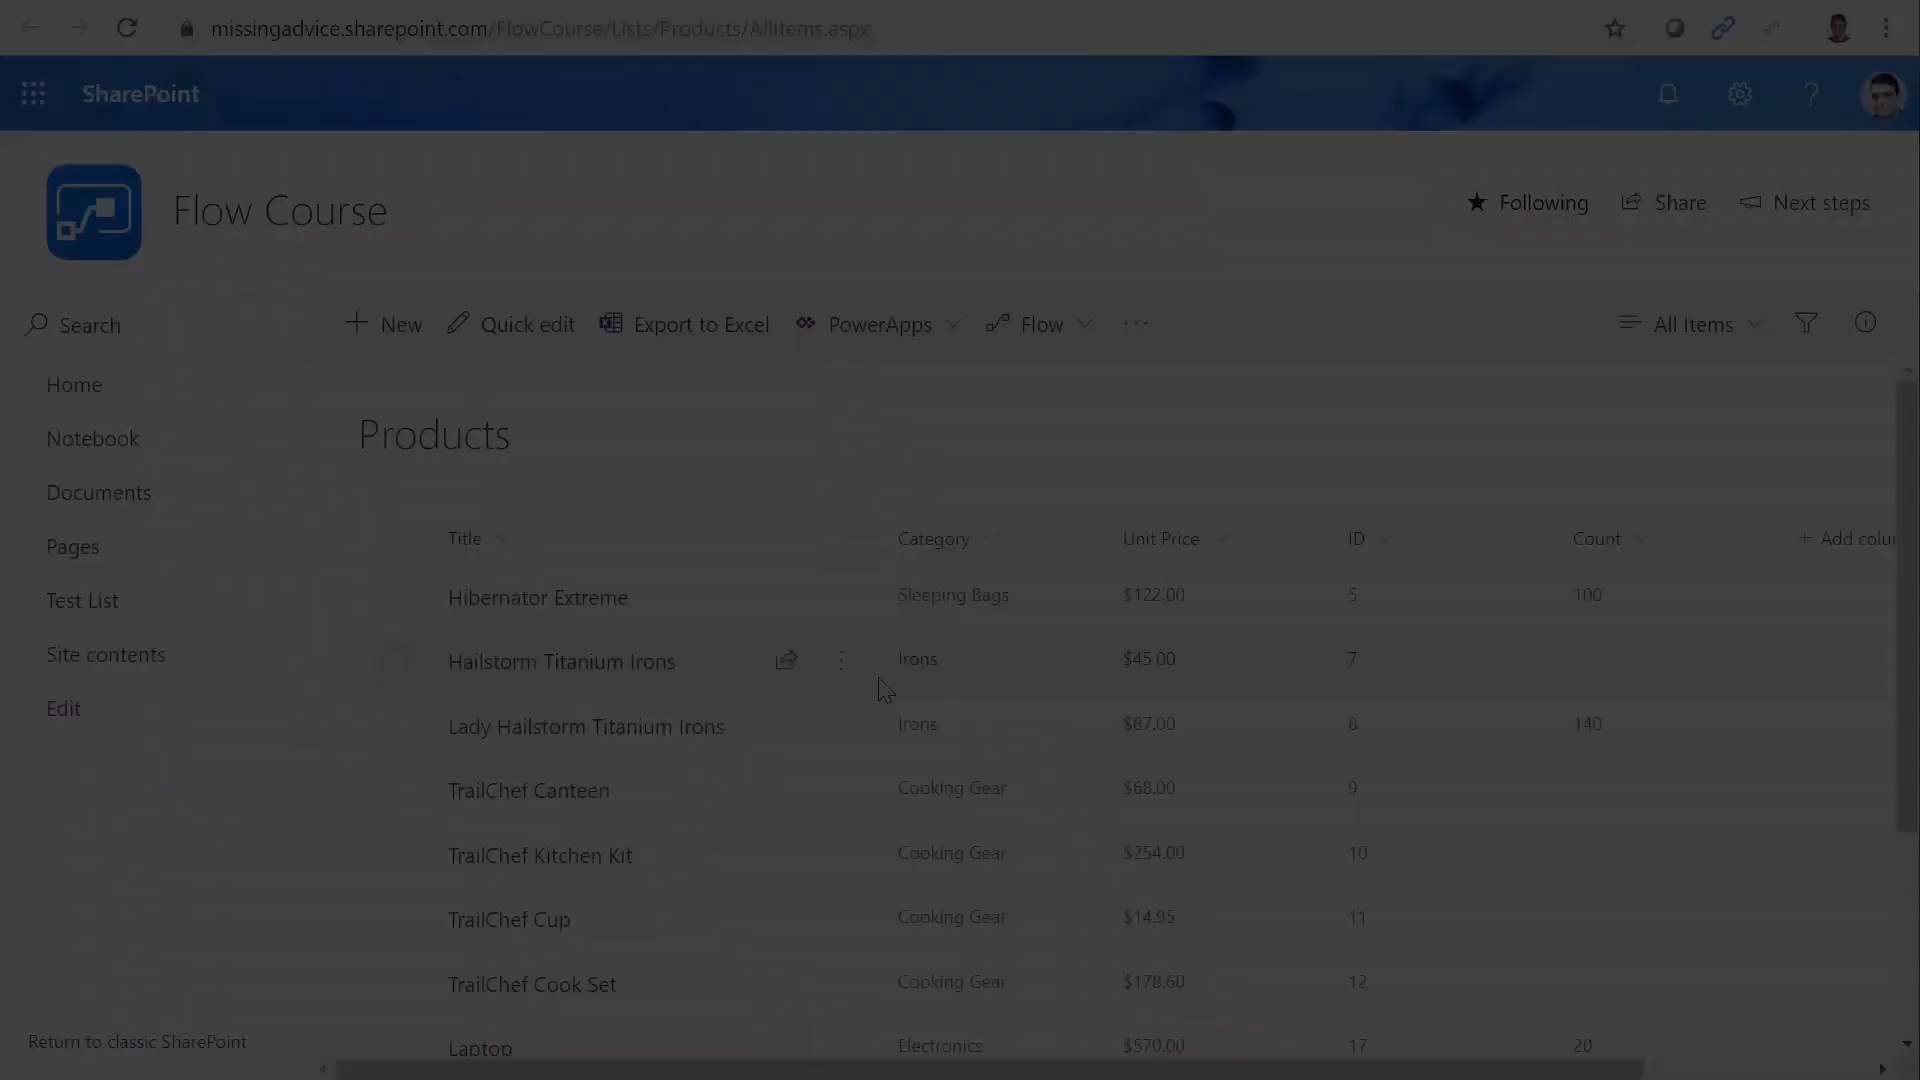 missingadvice.sharepoint.com/FlowCourse/Lists/Products/AllItems.aspx
SharePoint
?
Flow Course
Following Share Next steps
Search
New Quick edit Export to Excel PowerApps Flow ...
All Items
Home
Notebook
Documents
Pages
Test List
Site contents
Edit
Return to classic SharePoint
Products
Title Category Unit Price ID Count + Add colu
Hibernator Extreme Sleeping Bags $122.00 5 100
Hailstorm Titanium Irons Irons $45.00 7
Lady Hailstorm Titanium Irons Irons $87.00 8 140
TrailChef Canteen Cooking Gear $68.00 9
TrailChef Kitchen Kit Cooking Gear $254.00 10
TrailChef Cup Cooking Gear $14.95 11
TrailChef Cook Set Cooking Gear $178.60 12
Laptop Electronics $570.00 17 20